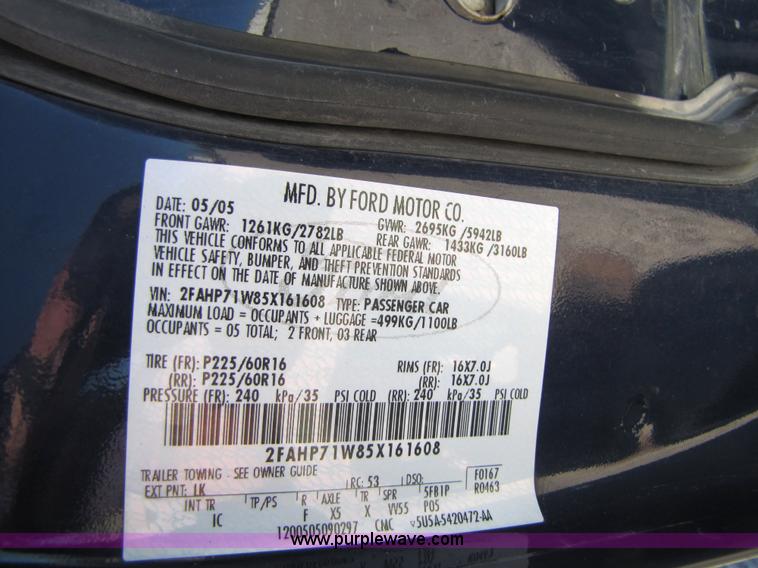 MFD. BY FORD MOTOR CO.
DATE: 05/05 GVWR: 2695KG/5942LB
FRONT GAWR: 1261KG/2782LB REAR GAWR: 1433KG/3160LB
THIS VEHICLE CONFORMS TO ALL APPLICABLE FEDERAL MOTOR
VEHICLE SAFETY, BUMPER, AND THEFT PREVENTION STANDARDS
IN EFFECT ON THE DATE OF MANUFACTURE SHOWN ABOVE.
VIN: 2FAHP71W85X161608 TYPE: PASSENGER CAR
MAXIMUM LOAD = OCCUPANTS + LUGGAGE =499KG/1100LB
OCCUPANTS = 05 TOTAL; 2 FRONT, 03 REAR
TIRE (FR): P225/60R16 RIMS (FR): 16X7.0J
(RR): P225/60R16 (RR): 16X7.0J
PRESSURE (FR): 240 kPa/35 PSI COLD (RR): 240 kPa/35 PSI COLD
2FAHP71W85X161608
TRAILER TOWING - SEE OWNER GUIDE
EXT PNT: LK RC: 53 DSO: F0167
R0463
INT TR TP/PS R AXLE TR SPR 5FB1P
IC F X5 X VV55 P05
1200505090297 CMC v5U5A-5420472-AA
www.purplewave.com